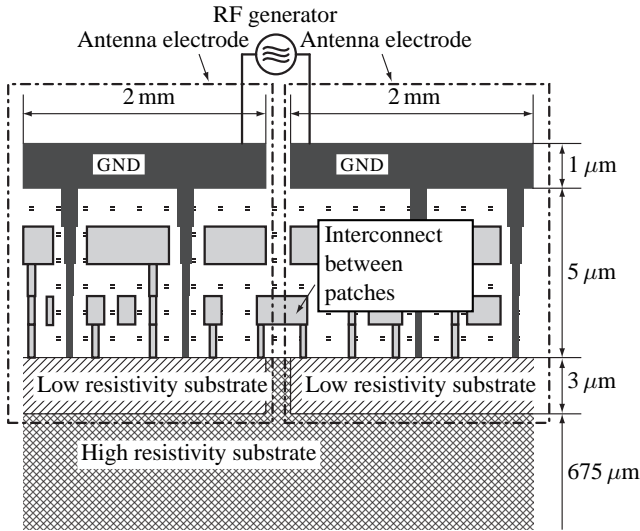 RF generator
Antenna electrode
Antenna electrode
2 mm
2 mm
GND
GND
1 μm
Interconnect
between
patches
5 μm
Low resistivity substrate
Low resistivity substrate
3 μm
High resistivity substrate
675 μm